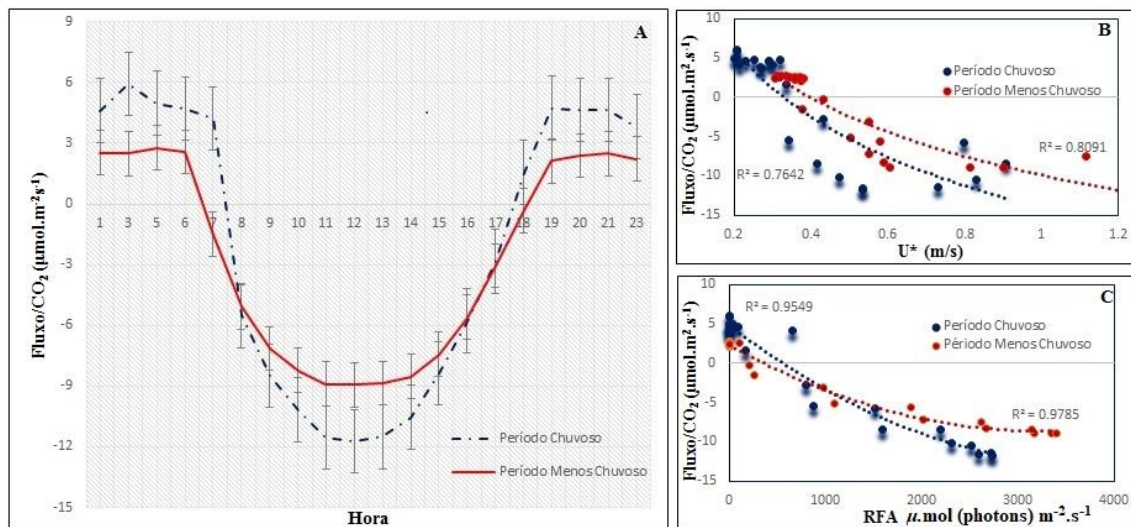 A
Fluxo/CO₂ (µmol.m⁻²s⁻¹)
9
6
3
0
-3
-6
-9
-12
-15
1 3 5 6 7 8 9 10 11 12 13 14 15 16 17 18 19 20 21 23
Período Chuvoso
Período Menos Chuvoso
Hora
B
Fluxo/CO₂ (µmol.m².s⁻¹)
10
5
0
-5
-10
-15
Período Chuvoso
Período Menos Chuvoso
R² = 0.8091
R² = 0.7642
0.2 0.4 0.6 0.8 1 1.2
U* (m/s)
C
Fluxo/CO₂ (µmol.m².s⁻¹)
15
10
5
0
-5
-10
-15
R² = 0.9549
Período Chuvoso
Périodo Menos Chuvoso
R² = 0.9785
0 1000 2000 3000 4000
RFA µ.mol (photons) m⁻².s⁻¹